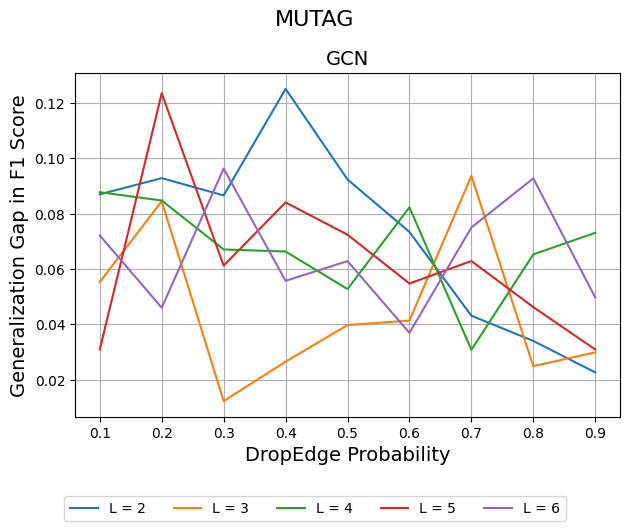 MUTAG
GCN
Generalization Gap in F1 Score
0.12
0.10
0.08
0.06
0.04
0.02
0.1 0.2 0.3 0.4 0.5 0.6 0.7 0.8 0.9
DropEdge Probability
L = 2 L = 3 L = 4 L = 5 L = 6